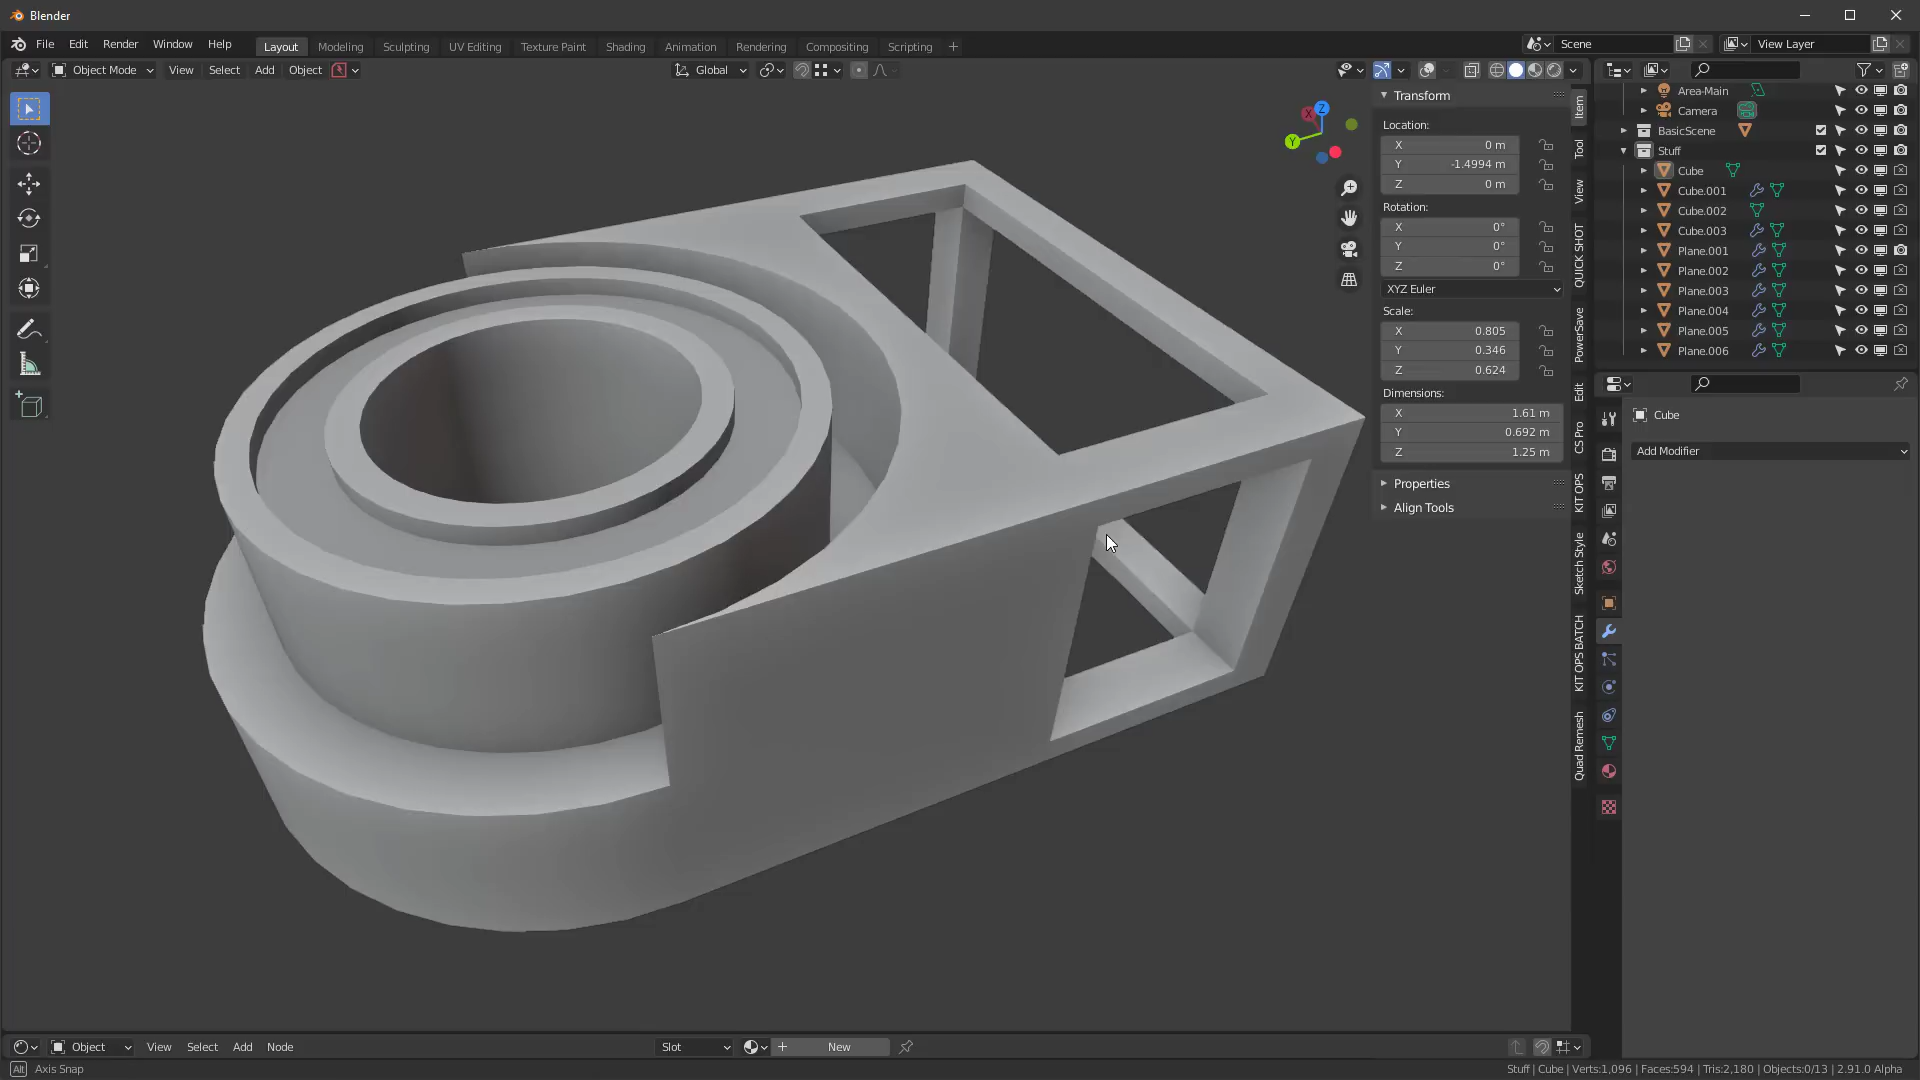 Blender
File Edit Render Window Help
Layout Modeling Sculpting UV Editing Texture Paint Shading Animation Rendering Compositing Scripting +
Scene
View Layer
Object Mode View Select Add Object
Global
Transform
Location:
X 0 m
Y -1.4994 m
Z 0 m
Rotation:
X 0°
Y 0°
Z 0°
XYZ Euler
Scale:
X 0.805
Y 0.346
Z 0.624
Dimensions:
X 1.61 m
Y 0.692 m
Z 1.25 m
Properties
Align Tools
Item
Tool
View
QUICK SHOT
PowerSave
Edit
CS Pro
KIT OPS
Sketch Style
KIT OPS BATCH
Quad Remesh
X
Z
Y
Area-Main
Camera
BasicScene
Stuff
Cube
Cube.001
Cube.002
Cube.003
Plane.001
Plane.002
Plane.003
Plane.004
Plane.005
Plane.006
Cube
Add Modifier
Object View Select Add Node
Slot
+ New
Alt Axis Snap
Stuff | Cube | Verts:1,096 | Faces:594 | Tris:2,180 | Objects:0/13 | 2.91.0 Alpha